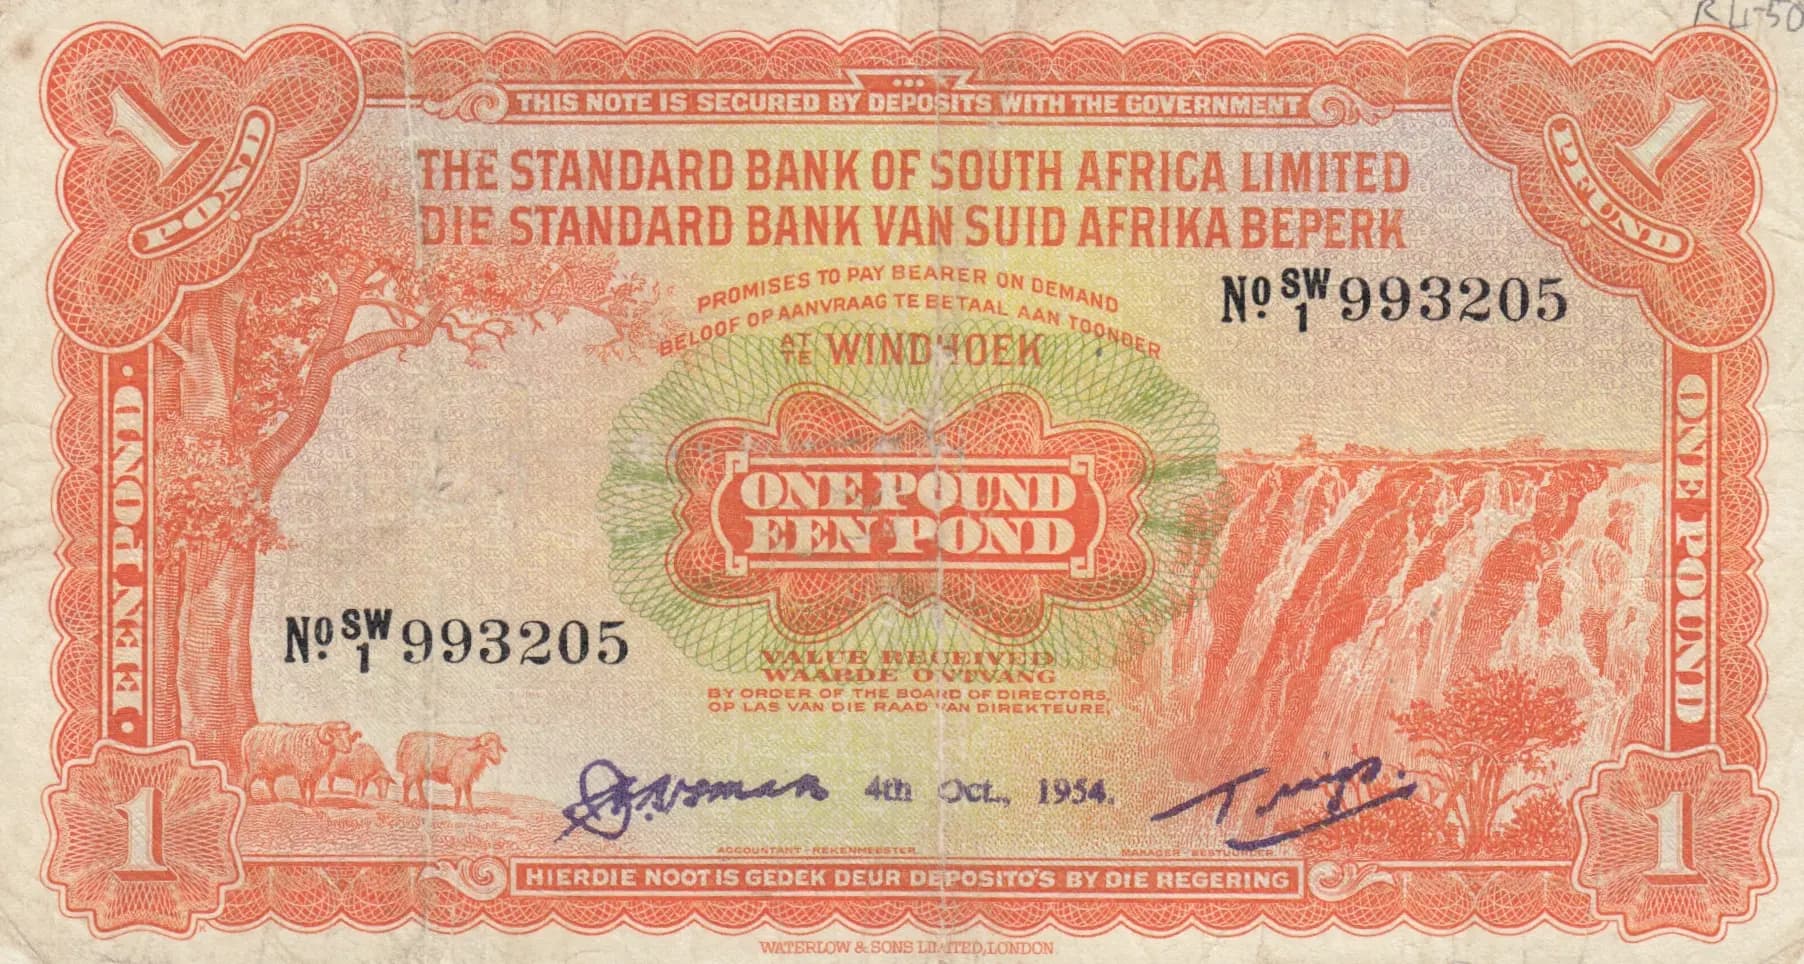 R 4-50
THIS NOTE IS SECURED BY DEPOSITS WITH THE GOVERNMENT
1 POND
1 POUND
THE STANDARD BANK OF SOUTH AFRICA LIMITED
DIE STANDARD BANK VAN SUID AFRIKA BEPERK
PROMISES TO PAY BEARER ON DEMAND
BELOOF OP AANVRAAG TE BETAAL AAN TOONDER
AT TE WINDHOEK
No. SW/1 993205
EEN POND
ONE POUND
ONE POUND
EEN POND
No. SW/1 993205
VALUE RECEIVED
WAARDE ONTVANG
BY ORDER OF THE BOARD OF DIRECTORS,
OP LAS VAN DIE RAAD VAN DIREKTEURE,
4th Oct., 1954.
ACCOUNTANT - REKENMEESTER
MANAGER - BESTUURDER
1
HIERDIE NOOT IS GEDEK DEUR DEPOSITO'S BY DIE REGERING
1
WATERLOW & SONS LIMITED, LONDON